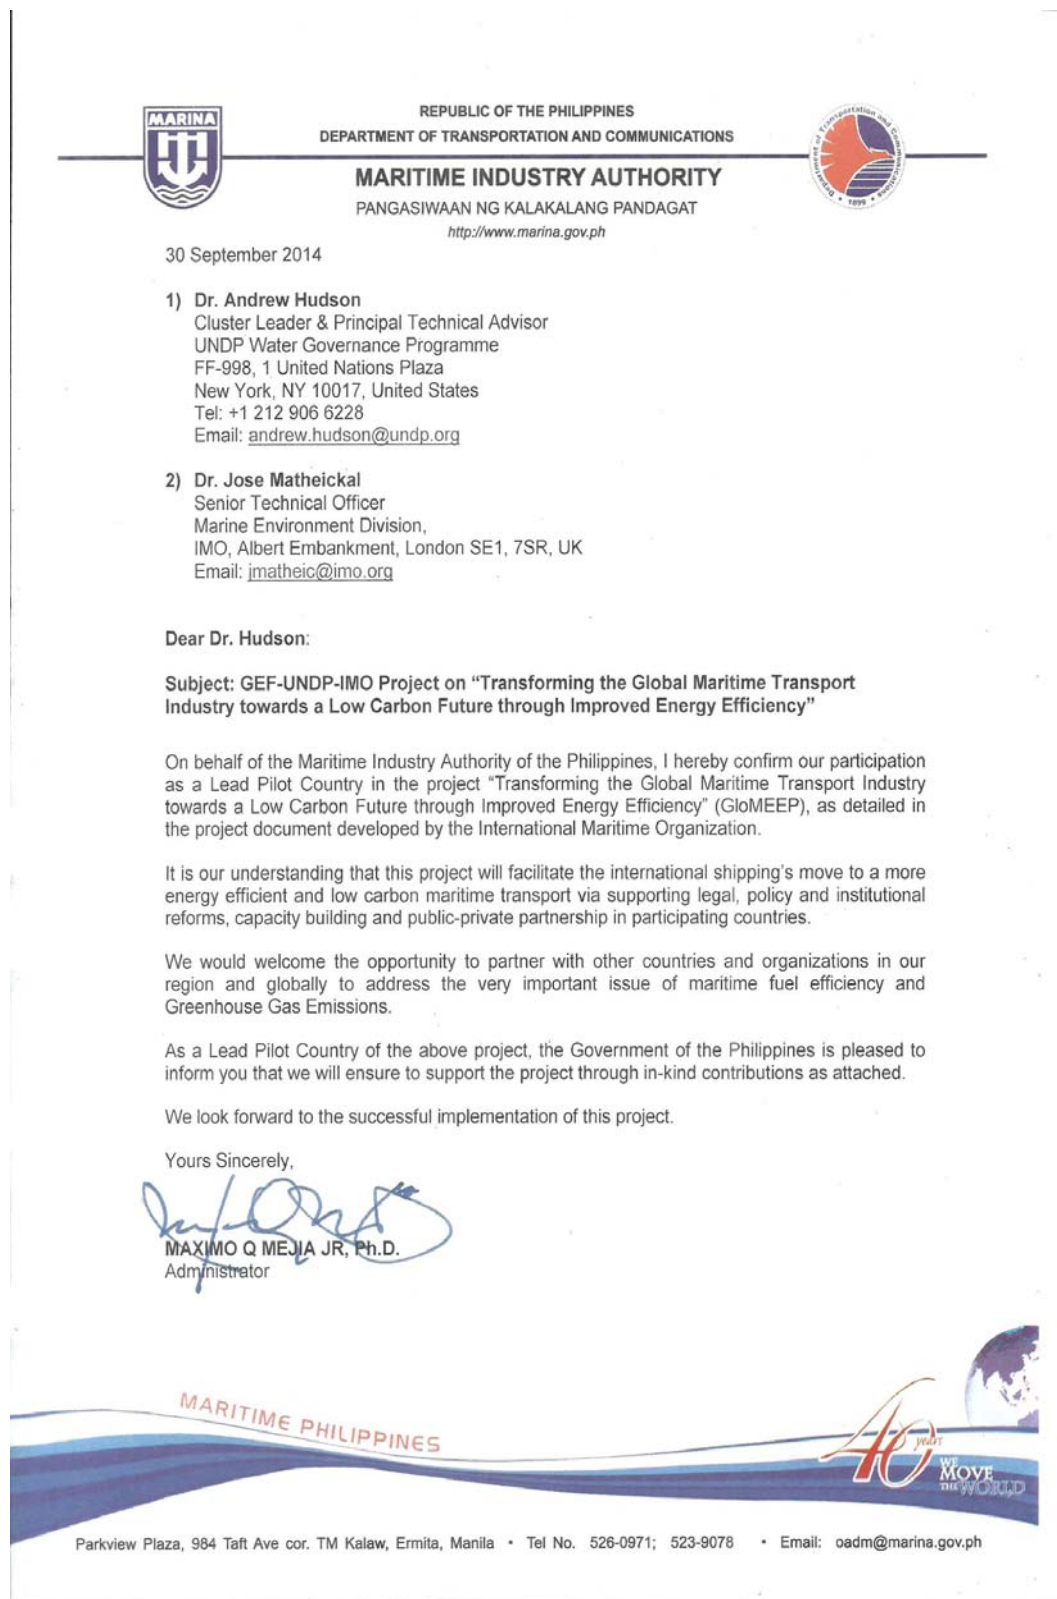 MARINA
REPUBLIC OF THE PHILIPPINES
DEPARTMENT OF TRANSPORTATION AND COMMUNICATIONS
Department of Transportation and Communications
1899
MARITIME INDUSTRY AUTHORITY
PANGASIWAAN NG KALAKALANG PANDAGAT
http://www.marina.gov.ph
30 September 2014
1) Dr. Andrew Hudson
Cluster Leader & Principal Technical Advisor
UNDP Water Governance Programme
FF-998, 1 United Nations Plaza
New York, NY 10017, United States
Tel: +1 212 906 6228
Email: andrew.hudson@undp.org
2) Dr. Jose Matheickal
Senior Technical Officer
Marine Environment Division,
IMO, Albert Embankment, London SE1, 7SR, UK
Email: jmatheic@imo.org
Dear Dr. Hudson:
Subject: GEF-UNDP-IMO Project on “Transforming the Global Maritime Transport
Industry towards a Low Carbon Future through Improved Energy Efficiency”
On behalf of the Maritime Industry Authority of the Philippines, I hereby confirm our participation
as a Lead Pilot Country in the project “Transforming the Global Maritime Transport Industry
towards a Low Carbon Future through Improved Energy Efficiency” (GloMEEP), as detailed in
the project document developed by the International Maritime Organization.
It is our understanding that this project will facilitate the international shipping's move to a more
energy efficient and low carbon maritime transport via supporting legal, policy and institutional
reforms, capacity building and public-private partnership in participating countries.
We would welcome the opportunity to partner with other countries and organizations in our
region and globally to address the very important issue of maritime fuel efficiency and
Greenhouse Gas Emissions.
As a Lead Pilot Country of the above project, the Government of the Philippines is pleased to
inform you that we will ensure to support the project through in-kind contributions as attached.
We look forward to the successful implementation of this project.
Yours Sincerely,
MAXIMO Q MEJIA JR, Ph.D.
Administrator
MARITIME PHILIPPINES
40 years
WE
MOVE
THE WORLD
Parkview Plaza, 984 Taft Ave cor. TM Kalaw, Ermita, Manila • Tel No. 526-0971; 523-9078 • Email: oadm@marina.gov.ph